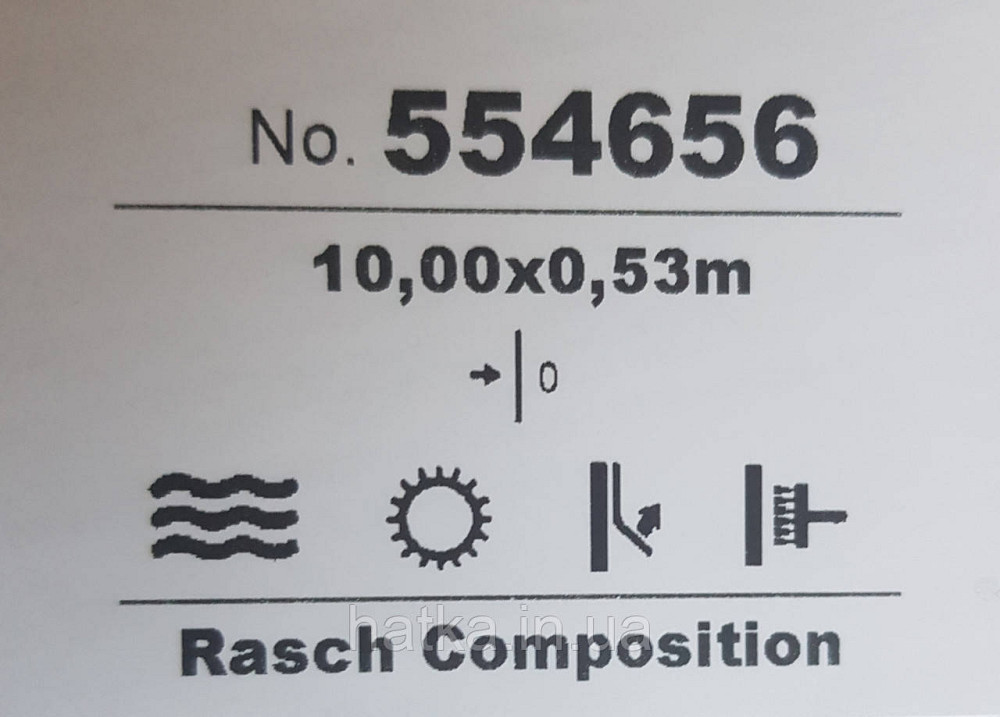 No. 554656
10,00x0,53m
0
hatka.in.ua
Rasch Composition